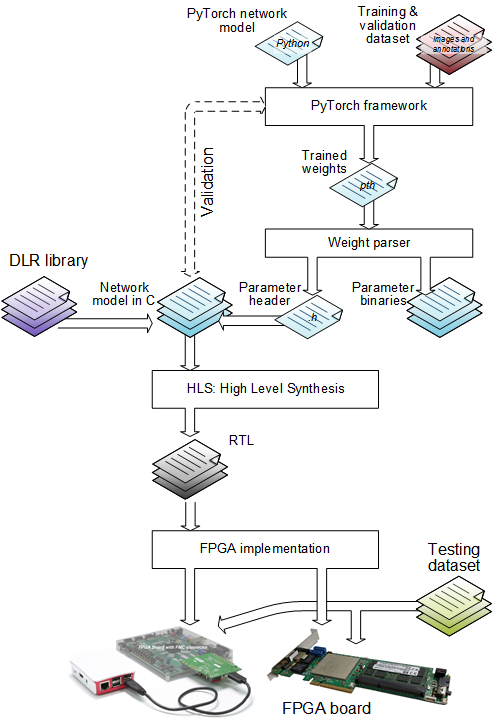 PyTorch network
model
Python
Training &
validation
dataset
images and
annotations
PyTorch framework
Validation
Trained
weights
pth
Weight parser
DLR library
Network
model in C
Parameter
header
.h
Parameter
binaries
HLS: High Level Synthesis
RTL
FPGA implementation
Testing
dataset
FPGA Board with FMC connector
FPGA board